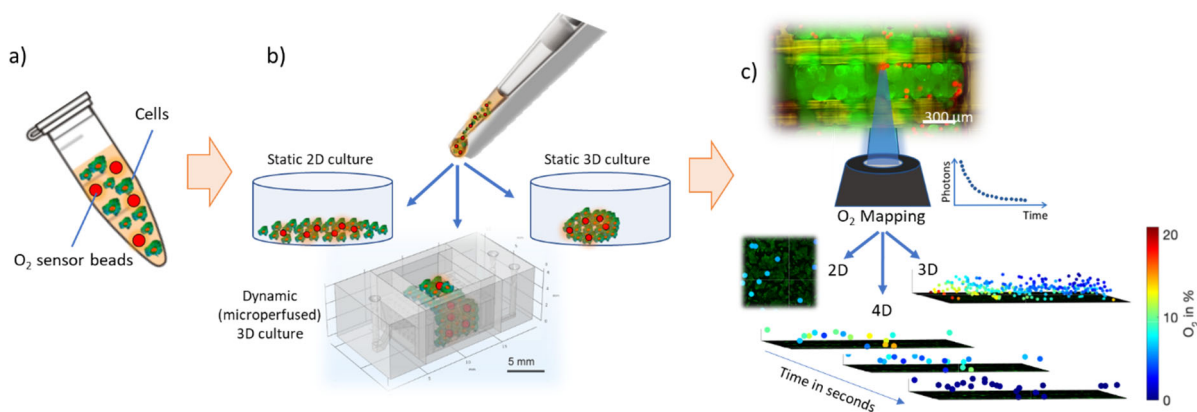 a)
Cells
O₂ sensor beads
b)
Static 2D culture
Static 3D culture
Dynamic
(microperfused)
3D culture
5 mm
c)
300 μm
O₂ Mapping
Photons
Time
2D
3D
4D
Time in seconds
20
10
0
O₂ in %